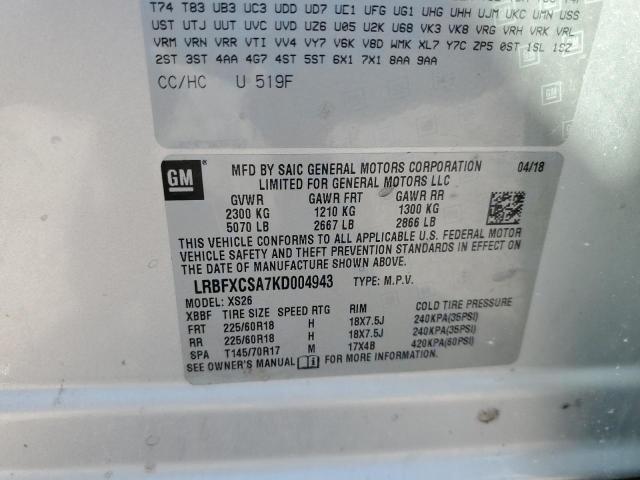 T74 T83 UB3 UC3 UDD UD7 UC1 UFG UG1 UHG UHH UJM UKC UMN USS
UST UTJ UUT UVC UVD UZ6 U05 U2K U68 VK3 VK8 VRG VRH VRK VRL
VRM VRN VRR VTI VV4 VY7 V6K V8D WMK XL7 Y7C ZP5 0ST 1SL 1SZ
2ST 3ST 4AA 4G7 4ST 5ST 6X1 7X1 8AA 9AA
CC/HC U 519F
GM
MFD BY SAIC GENERAL MOTORS CORPORATION 04/18
LIMITED FOR GENERAL MOTORS LLC
GVWR GAWR FRT GAWR RR
2300 KG 1210 KG 1300 KG
5070 LB 2667 LB 2866 LB
THIS VEHICLE CONFORMS TO ALL APPLICABLE U.S. FEDERAL MOTOR
VEHICLE SAFETY AND THEFT PREVENTION STANDARDS IN EFFECT ON
THE DATE OF MANUFACTURE SHOWN ABOVE.
LRBFXCSA7KD004943 TYPE: M.P.V.
MODEL: XS26
XBBF TIRE SIZE SPEED RTG RIM COLD TIRE PRESSURE
FRT 225/60R18 H 18X7.5J 240KPA(35PSI)
RR 225/60R18 H 18X7.5J 240KPA(35PSI)
SPA T145/70R17 M 17X4B 420KPA(60PSI)
SEE OWNER'S MANUAL FOR ADDITIONAL INFORMATION